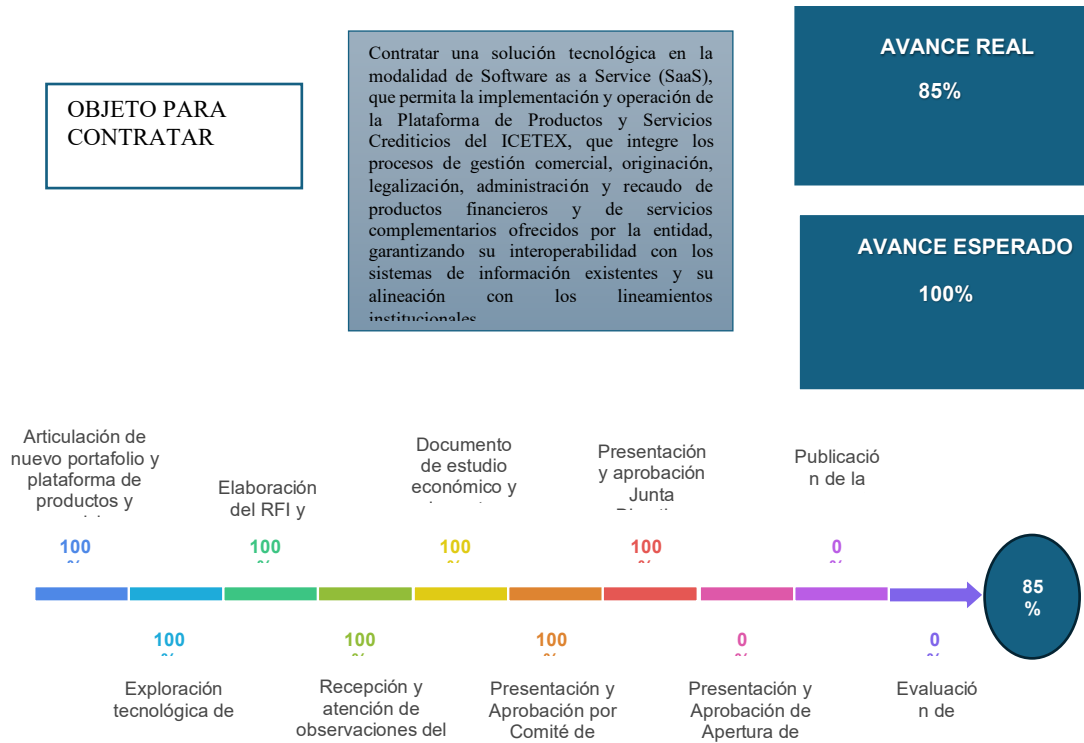 OBJETO PARA
CONTRATAR
Contratar una solución tecnológica en la
modalidad de Software as a Service (SaaS),
que permita la implementación y operación de
la Plataforma de Productos y Servicios
Crediticios del ICETEX, que integre los
procesos de gestión comercial, originación,
legalización, administración y recaudo de
productos financieros y de servicios
complementarios ofrecidos por la entidad,
garantizando su interoperabilidad con los
sistemas de información existentes y su
alineación con los lineamientos
institucionales
AVANCE REAL
85%
AVANCE ESPERADO
100%
Articulación de
nuevo portafolio y
plataforma de
productos y
Elaboración
del RFI y
Documento
de estudio
económico y
Presentación
y aprobación
Junta
Publicació
n de la
100
%
100
%
100
%
100
%
0
%
85
%
100
%
100
%
100
%
0
%
0
%
Exploración
tecnológica de
Recepción y
atención de
observaciones del
Presentación y
Aprobación por
Comité de
Presentación y
Aprobación de
Apertura de
Evaluació
n de